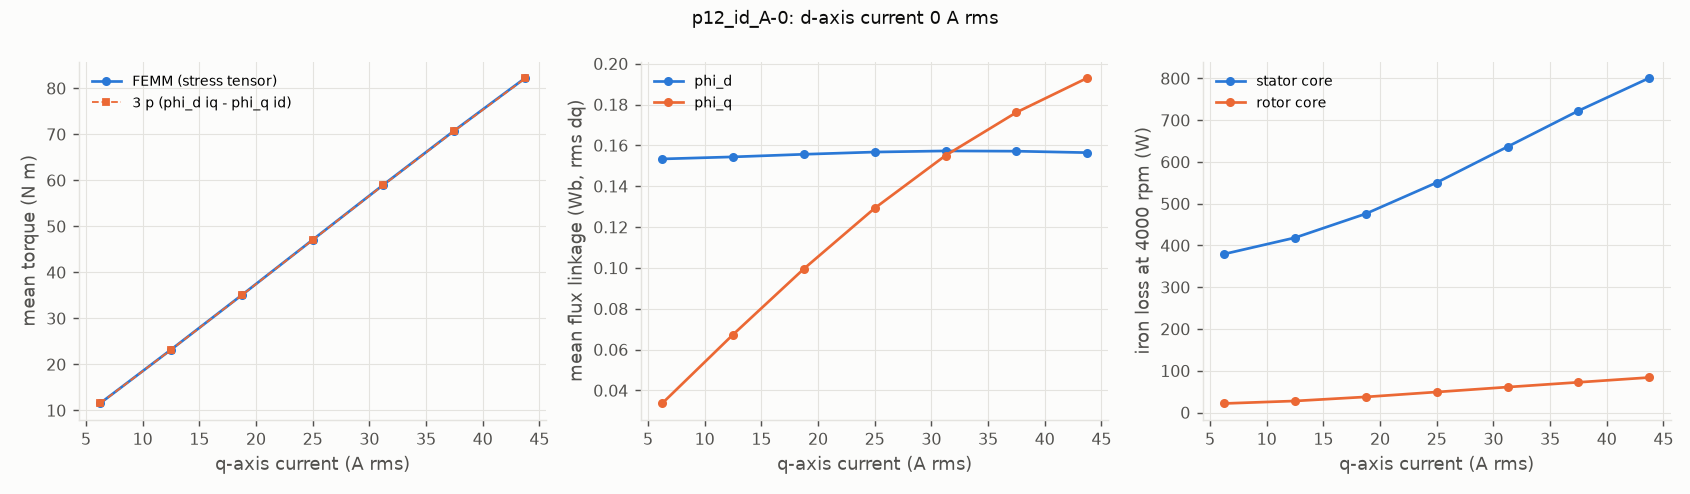 p12_id_A-0: d-axis current 0 A rms
FEMM (stress tensor)
3 p (phi_d iq - phi_q id)
mean torque (N m)
80
70
60
50
40
30
20
10
5 10 15 20 25 30 35 40 45
q-axis current (A rms)
phi_d
phi_q
mean flux linkage (Wb, rms dq)
0.20
0.18
0.16
0.14
0.12
0.10
0.08
0.06
0.04
5 10 15 20 25 30 35 40 45
q-axis current (A rms)
stator core
rotor core
iron loss at 4000 rpm (W)
800
700
600
500
400
300
200
100
0
5 10 15 20 25 30 35 40 45
q-axis current (A rms)